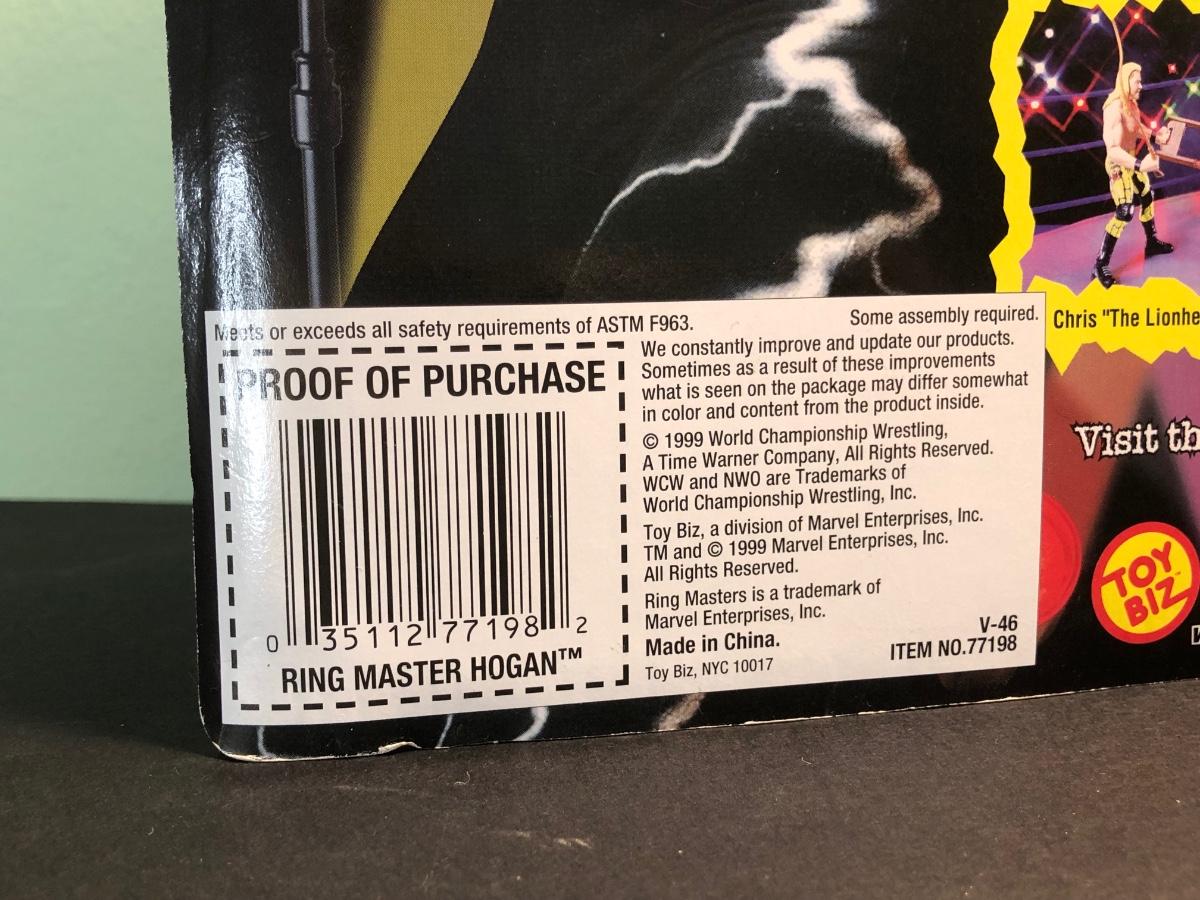 Meets or exceeds all safety requirements of ASTM F963.
Some assembly required.
PROOF OF PURCHASE
0 35112 77198 2
RING MASTER HOGAN™
We constantly improve and update our products.
Sometimes as a result of these improvements
what is seen on the package may differ somewhat
in color and content from the product inside.
© 1999 World Championship Wrestling,
A Time Warner Company, All Rights Reserved.
WCW and NWO are Trademarks of
World Championship Wrestling, Inc.
Toy Biz, a division of Marvel Enterprises, Inc.
TM and © 1999 Marvel Enterprises, Inc.
All Rights Reserved.
Ring Masters is a trademark of
Marvel Enterprises, Inc.
Made in China.
Toy Biz, NYC 10017
V-46
ITEM NO.77198
Chris "The Lionhe
Visit th
TOY
BIZ™